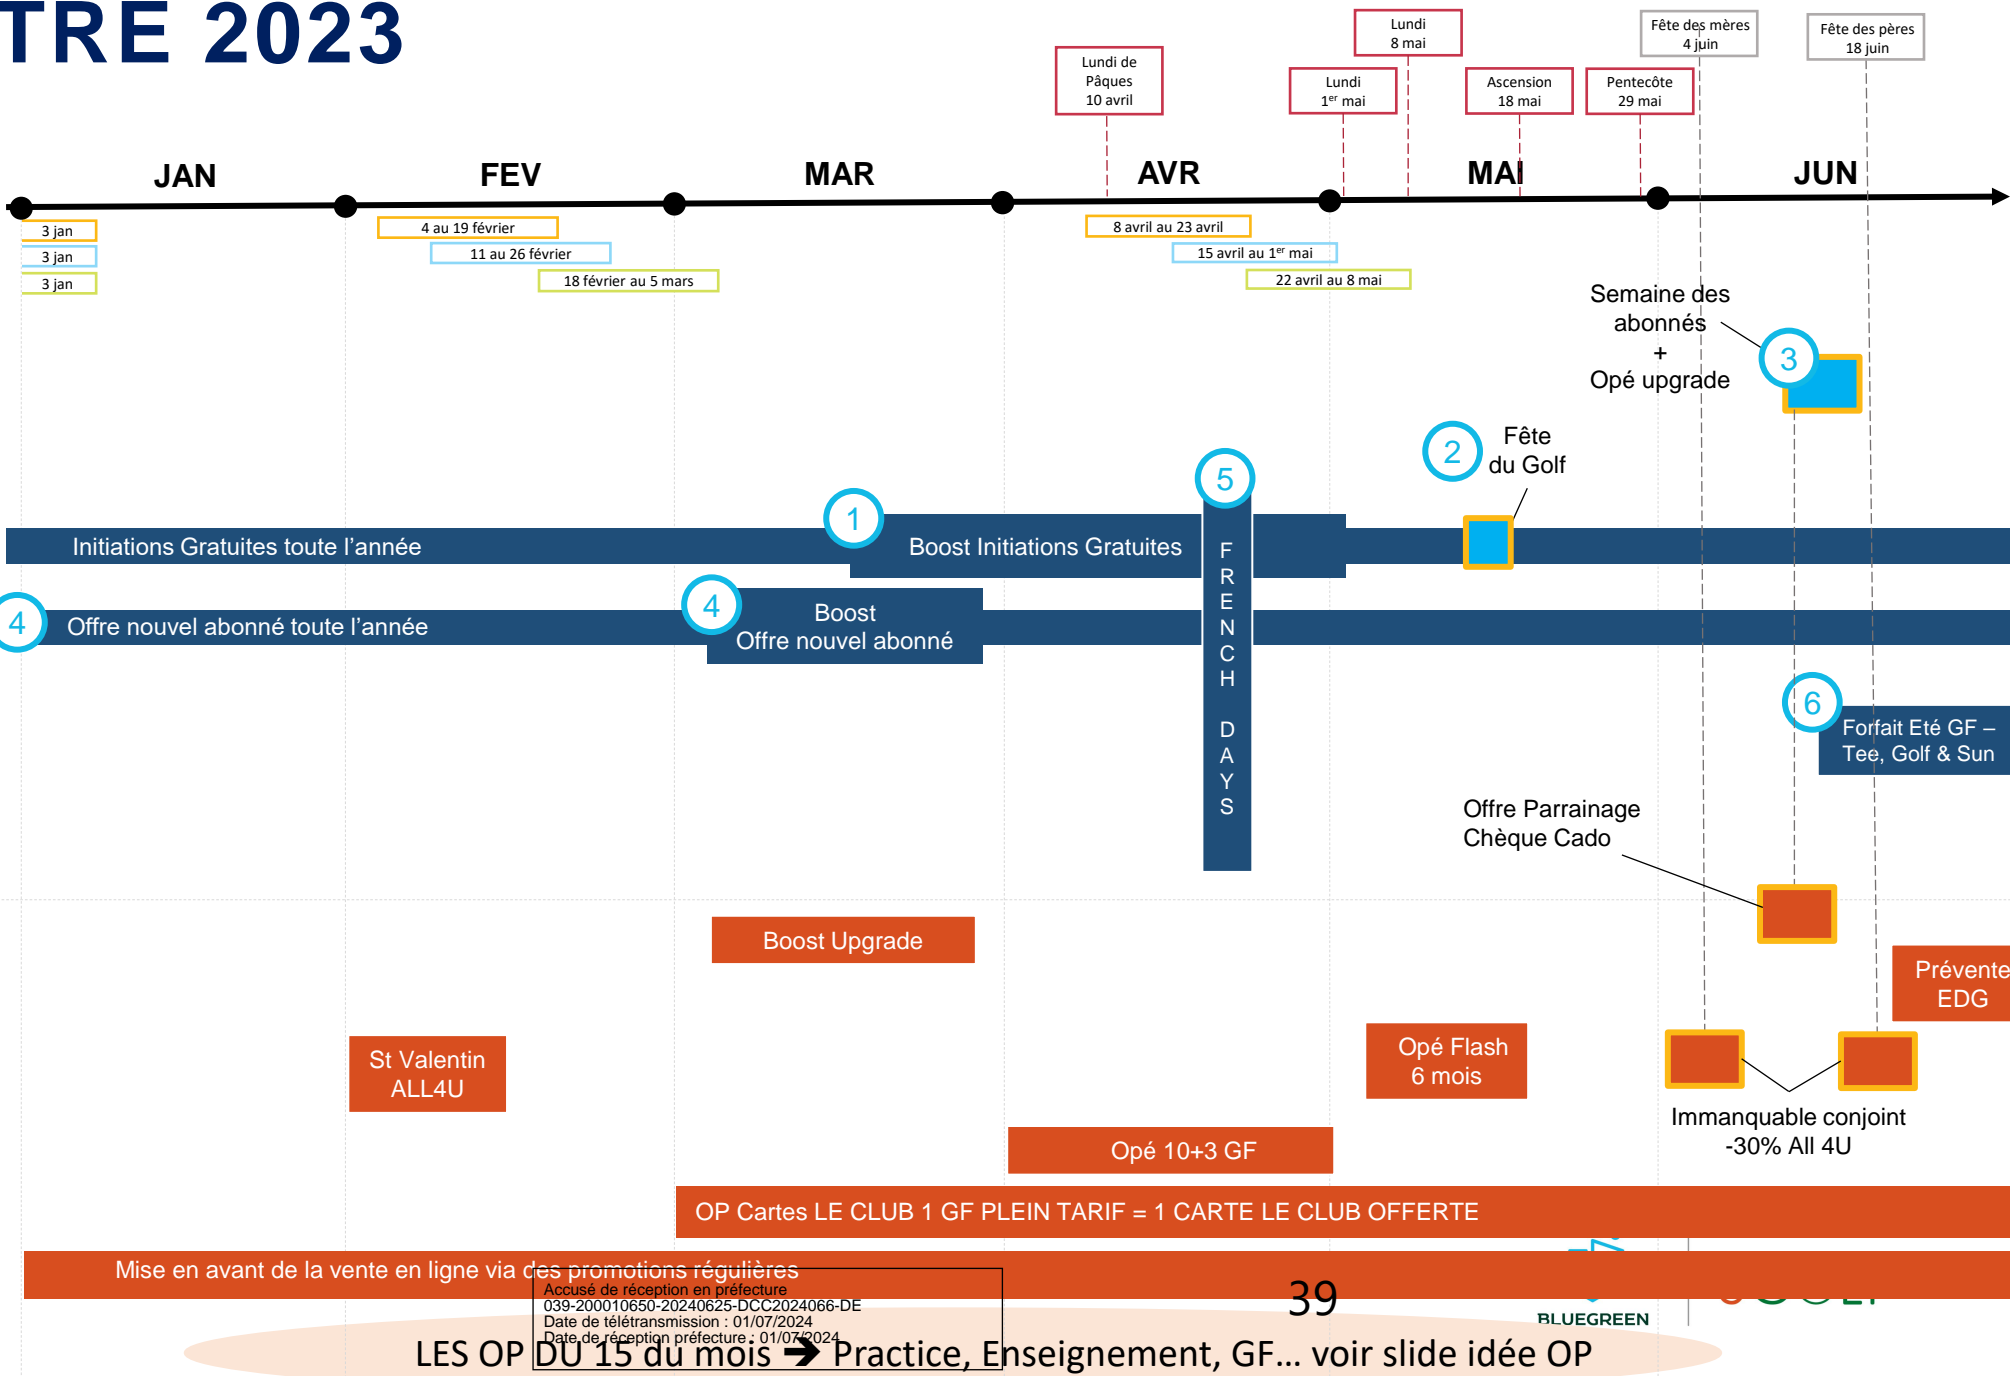 TRE 2023
Lundi de
Pâques
10 avril
Lundi
1er mai
Lundi
8 mai
Ascension
18 mai
Pentecôte
29 mai
Fête des mères
4 juin
Fête des pères
18 juin
JAN
FEV
MAR
AVR
MAI
JUN
3 jan
3 jan
3 jan
4 au 19 février
11 au 26 février
18 février au 5 mars
8 avril au 23 avril
15 avril au 1er mai
22 avril au 8 mai
Semaine des
abonnés
+
Opé upgrade
3
2
Fête
du Golf
5
FRENCH DAYS
1
Initiations Gratuites toute l'année
Boost Initiations Gratuites
4
Offre nouvel abonné toute l'année
4
Boost
Offre nouvel abonné
6
Forfait Eté GF –
Tee, Golf & Sun
Offre Parrainage
Chèque Cado
Boost Upgrade
Prévente
EDG
St Valentin
ALL4U
Opé Flash
6 mois
Immanquable conjoint
-30% All 4U
Opé 10+3 GF
OP Cartes LE CLUB 1 GF PLEIN TARIF = 1 CARTE LE CLUB OFFERTE
Mise en avant de la vente en ligne via des promotions régulières
Accusé de réception en préfecture
039-200010650-20240625-DCC2024066-DE
Date de télétransmission : 01/07/2024
Date de réception préfecture : 01/07/2024
39
BLUEGREEN
LES OP DU 15 du mois ➔ Practice, Enseignement, GF... voir slide idée OP